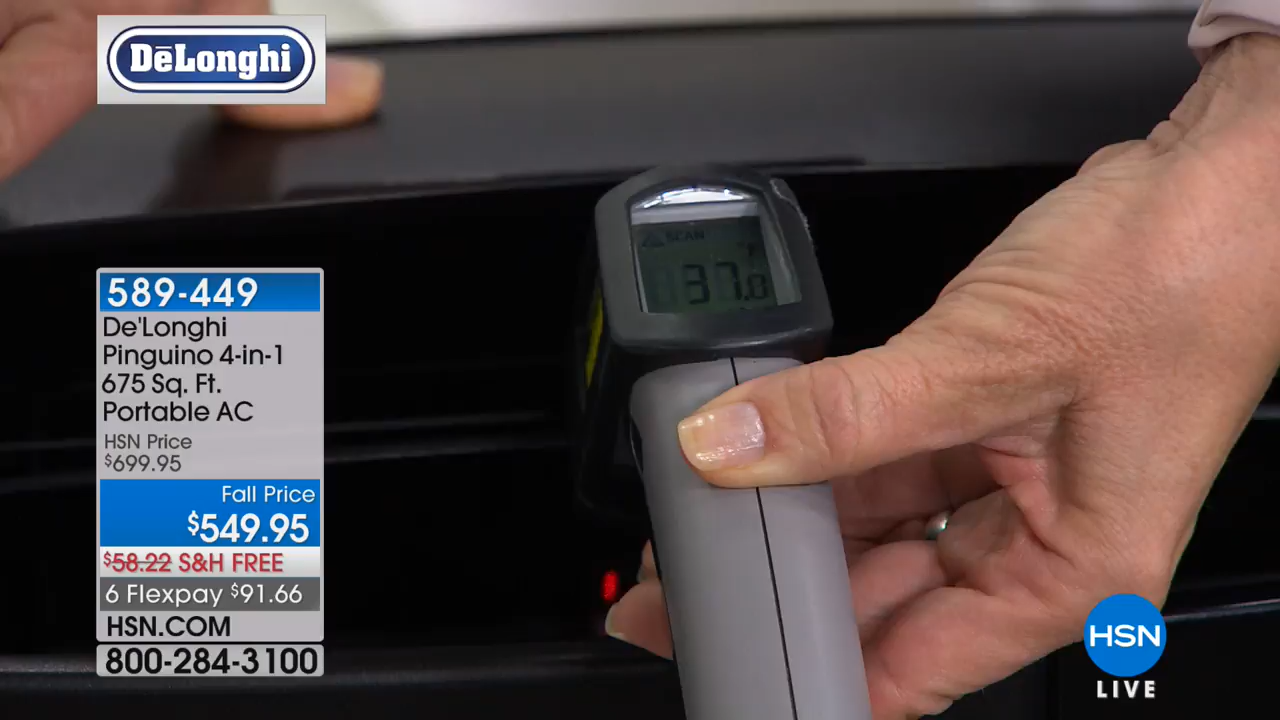 DēLonghi
589-449
De'Longhi
Pinguino 4-in-1
675 Sq. Ft.
Portable AC
HSN Price
$699.95
Fall Price
$549.95
$58.22 S&H FREE
6 Flexpay $91.66
HSN.COM
800-284-3100
SCAN
°F
37.0
HSN
LIVE